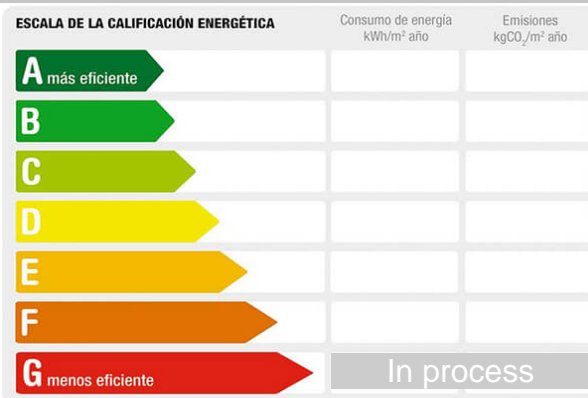 ESCALA DE LA CALIFICACIÓN ENERGÉTICA
Consumo de energía
kWh/m² año
Emisiones
kgCO₂/m² año
A más eficiente
B
C
D
E
F
G menos eficiente
In process